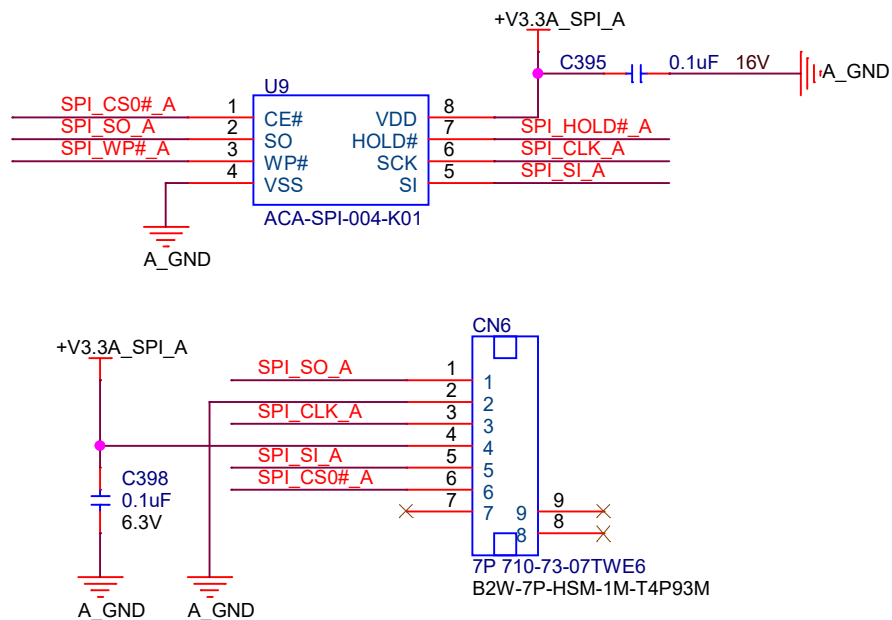 +V3.3A_SPI_A
C395 0.1uF 16V
A_GND
U9
SPI_CS0#_A 1 CE# VDD 8
SPI_SO_A 2 SO HOLD# 7 SPI_HOLD#_A
SPI_WP#_A 3 WP# SCK 6 SPI_CLK_A
4 VSS SI 5 SPI_SI_A
ACA-SPI-004-K01
A_GND
CN6
+V3.3A_SPI_A
SPI_SO_A 1 1
2 2
SPI_CLK_A 3 3
4 4
SPI_SI_A 5 5
SPI_CS0#_A 6 6
7 7 9 9
8 8
C398
0.1uF
6.3V
7P 710-73-07TWE6
B2W-7P-HSM-1M-T4P93M
A_GND A_GND